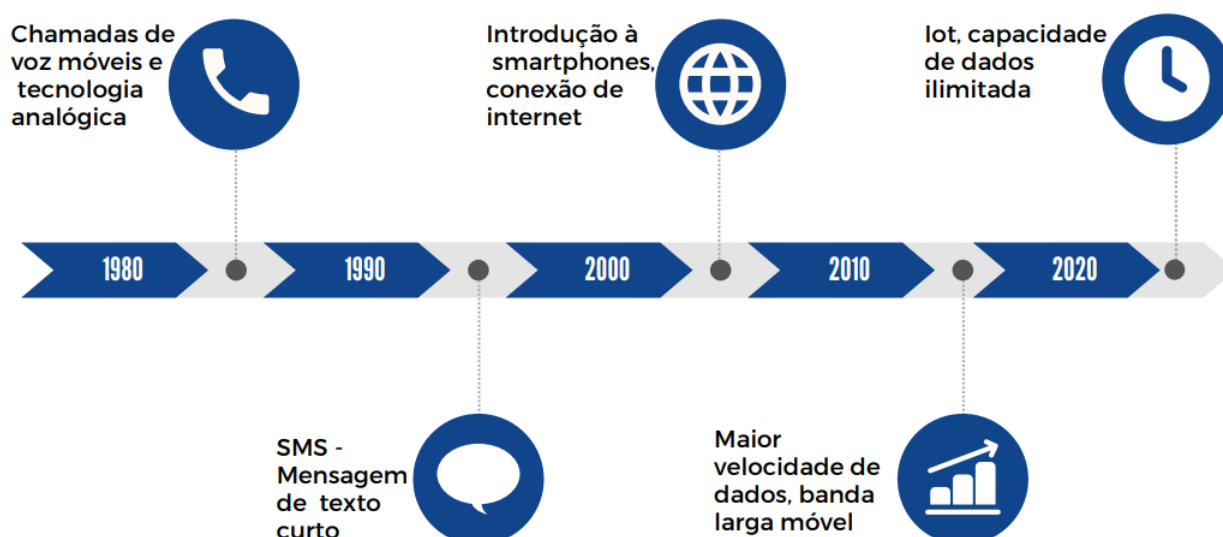 Chamadas de
voz móveis e
tecnologia
analógica
Introdução à
smartphones,
conexão de
internet
Iot, capacidade
de dados
ilimitada
1980
1990
2000
2010
2020
SMS -
Mensagem
de texto
curto
Maior
velocidade de
dados, banda
larga móvel